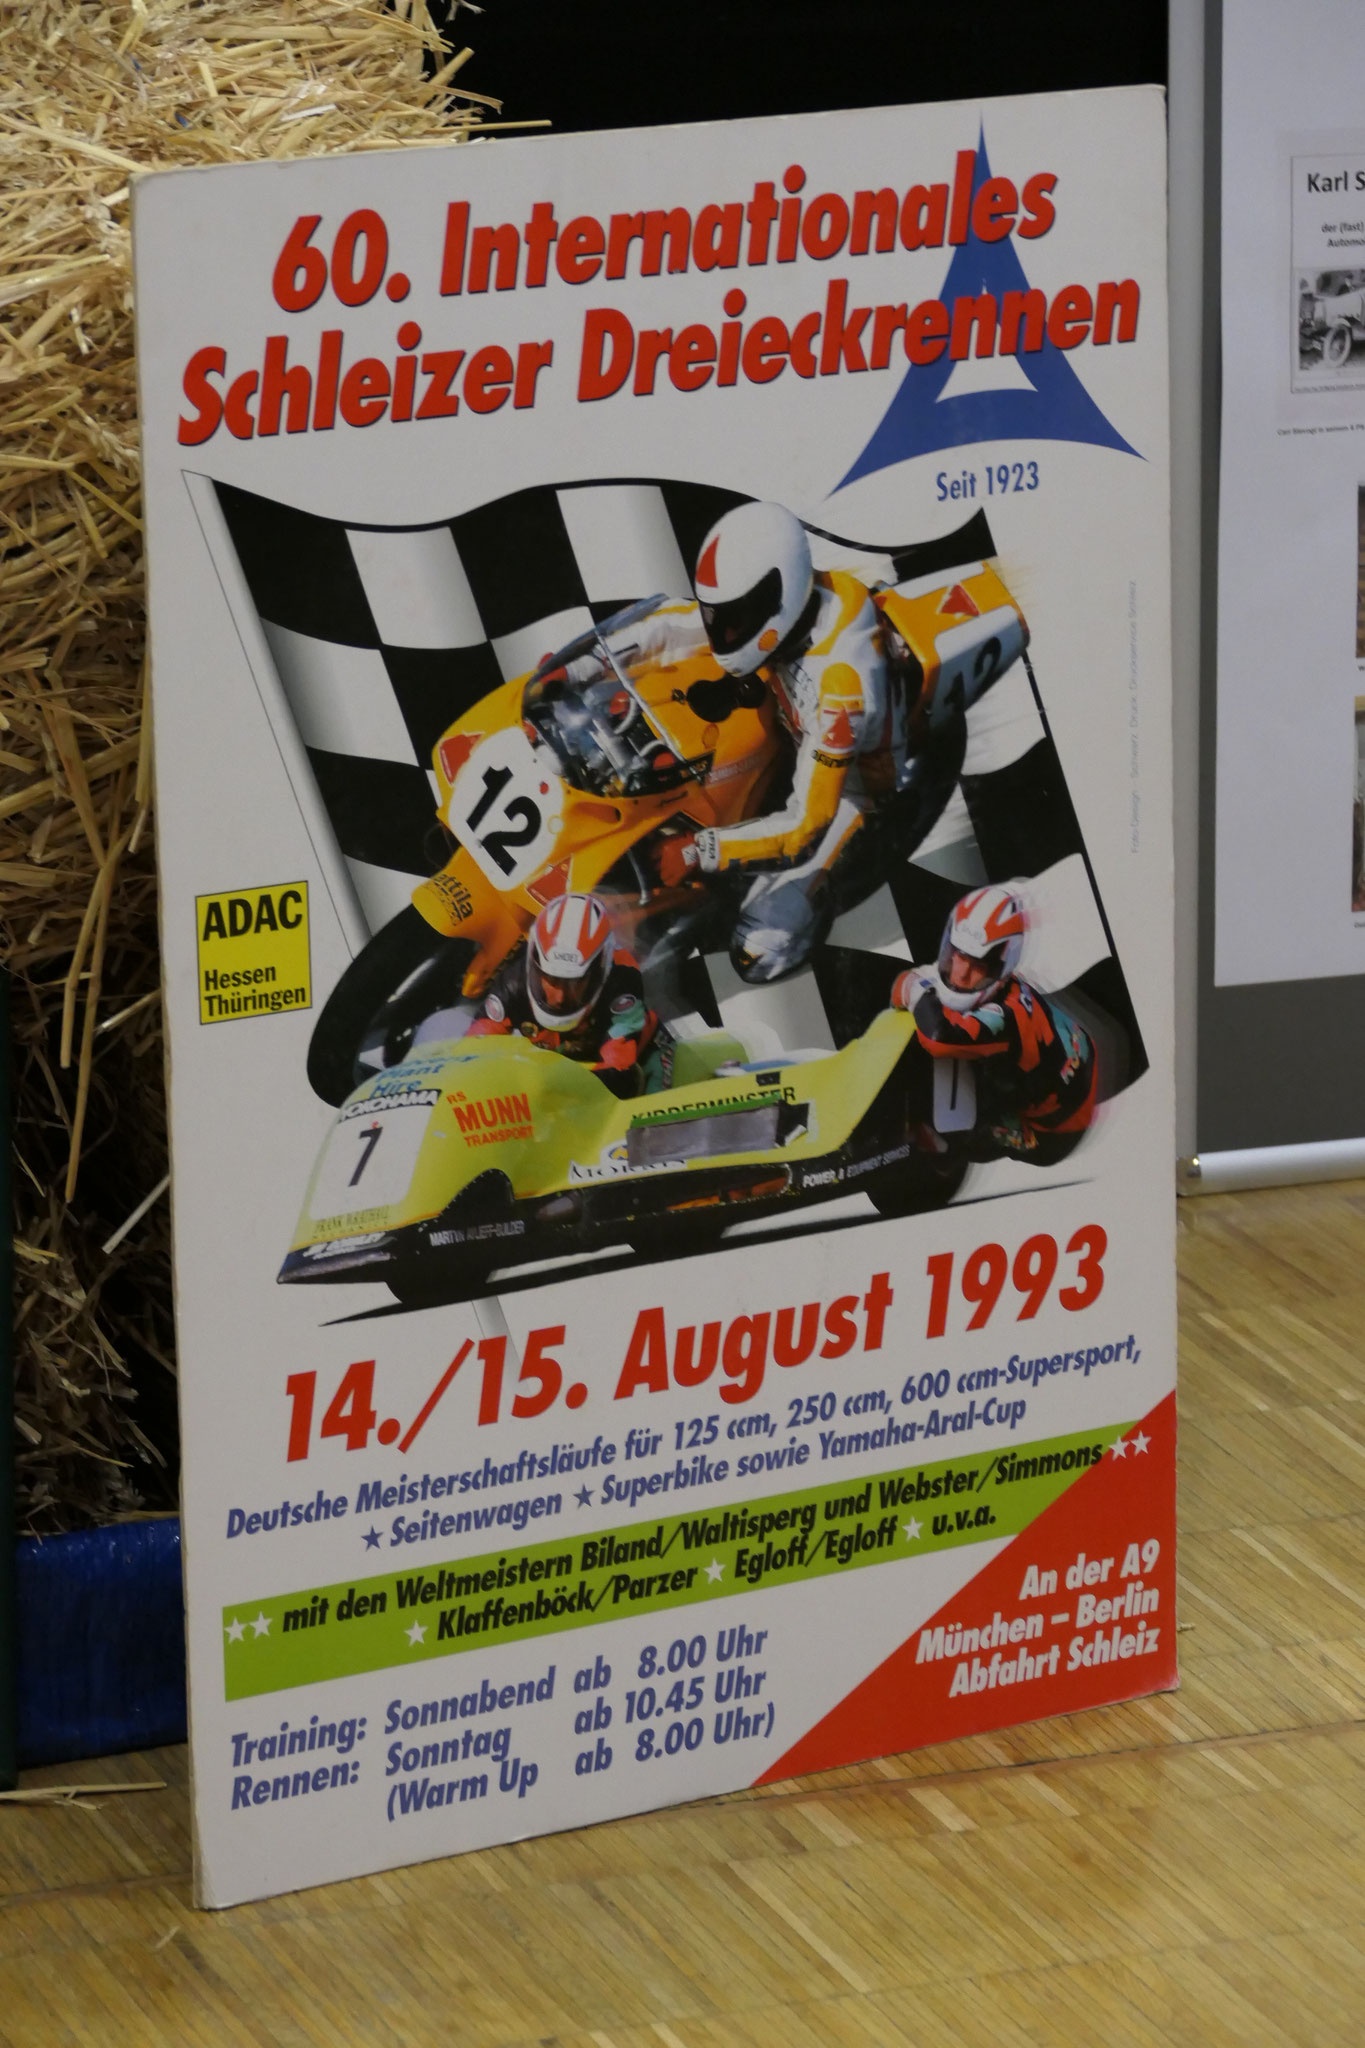 60. Internationales
Schleizer Dreieckrennen
Seit 1923
12
12
attila
ADAC
Hessen
Thüringen
Plant
Hire
YOKOHAMA
7
RS
MUNN
TRANSPORT
KIDDERMINSTER
7
POWER & EQUIPMENT SERVICES
14./15. August 1993
Deutsche Meisterschaftsläufe für 125 ccm, 250 ccm, 600 ccm-Supersport,
★ Seitenwagen ★ Superbike sowie Yamaha-Aral-Cup
★★ mit den Weltmeistern Biland/Waltisperg und Webster/Simmons ★★
★ Klaffenböck/Parzer ★ Egloff/Egloff ★ u.v.a.
An der A9
München – Berlin
Abfahrt Schleiz
Training: Sonnabend ab 8.00 Uhr
Rennen: Sonntag ab 10.45 Uhr
(Warm Up ab 8.00 Uhr)
Karl S
der (fast)
Automo